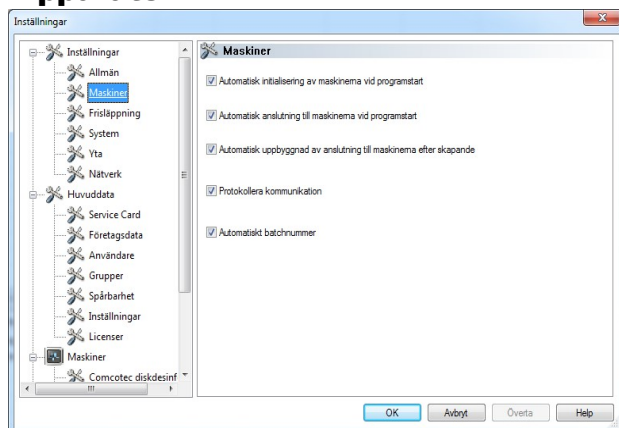 Inställningar
Inställningar
Allmän
Maskiner
Frisläppning
System
Yta
Nätverk
Huvuddata
Service Card
Företagsdata
Användare
Grupper
Spårbarhet
Inställningar
Licenser
Maskiner
Comcotec diskdesinf
Maskiner
Automatisk initialisering av maskinerna vid programstart
Automatisk anslutning till maskinerna vid programstart
Automatisk uppbyggnad av anslutning till maskinerna efter skapande
Protokollera kommunikation
Automatiskt batchnummer
OK Avbryt Överta Help